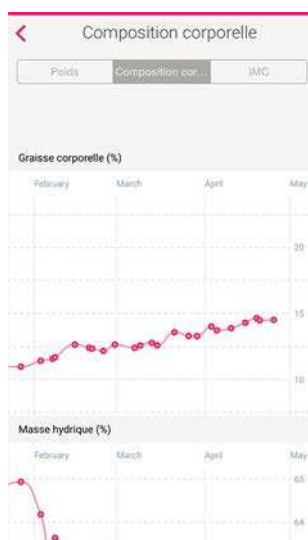 Composition corporelle
Poids Composition cor... IMC
Graisse corporelle (%)
February March April May
20
15
10
Masse hydrique (%)
February March April May
65
64